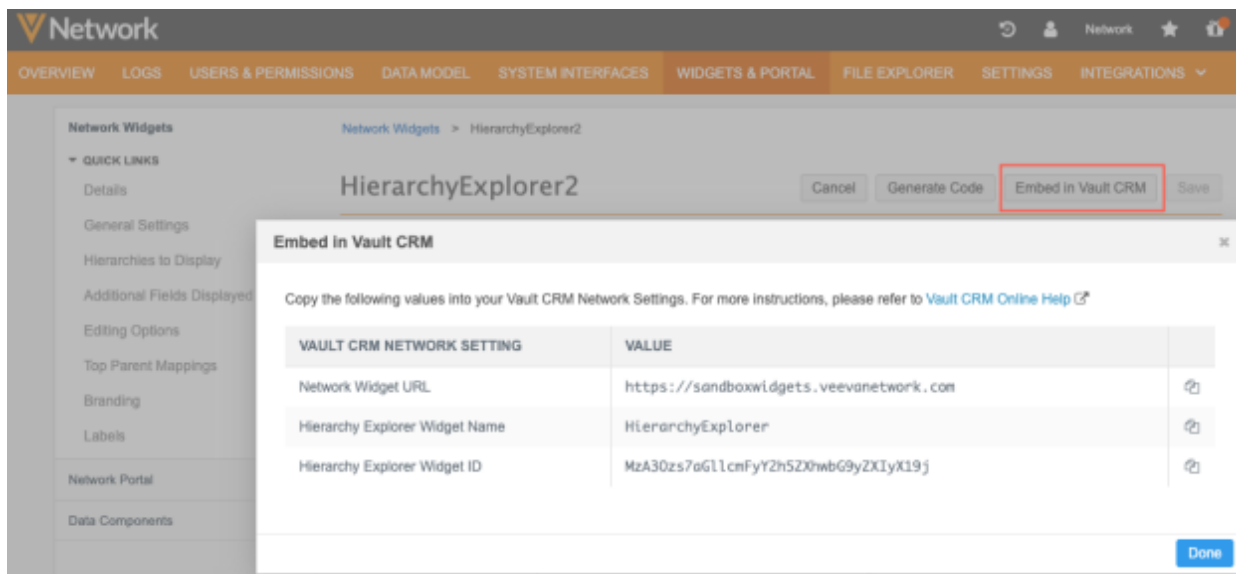 Network
Network
OVERVIEW LOGS USERS & PERMISSIONS DATA MODEL SYSTEM INTERFACES WIDGETS & PORTAL FILE EXPLORER SETTINGS INTEGRATIONS
Network Widgets
Network Widgets > HierarchyExplorer2
QUICK LINKS
Details
HierarchyExplorer2
Cancel Generate Code Embed in Vault CRM Save
General Settings
Embed in Vault CRM
Hierarchies to Display
Additional Fields Displayed
Copy the following values into your Vault CRM Network Settings. For more instructions, please refer to Vault CRM Online Help
Editing Options
VAULT CRM NETWORK SETTING VALUE
Top Parent Mappings
Network Widget URL https://sandboxwidgets.veevanetwork.com
Branding
Hierarchy Explorer Widget Name HierarchyExplorer
Labels
Hierarchy Explorer Widget ID MzA3Ozs7aGllcmFyY2h5ZXhwbG9yZXIyX19j
Network Portal
Data Components
Done